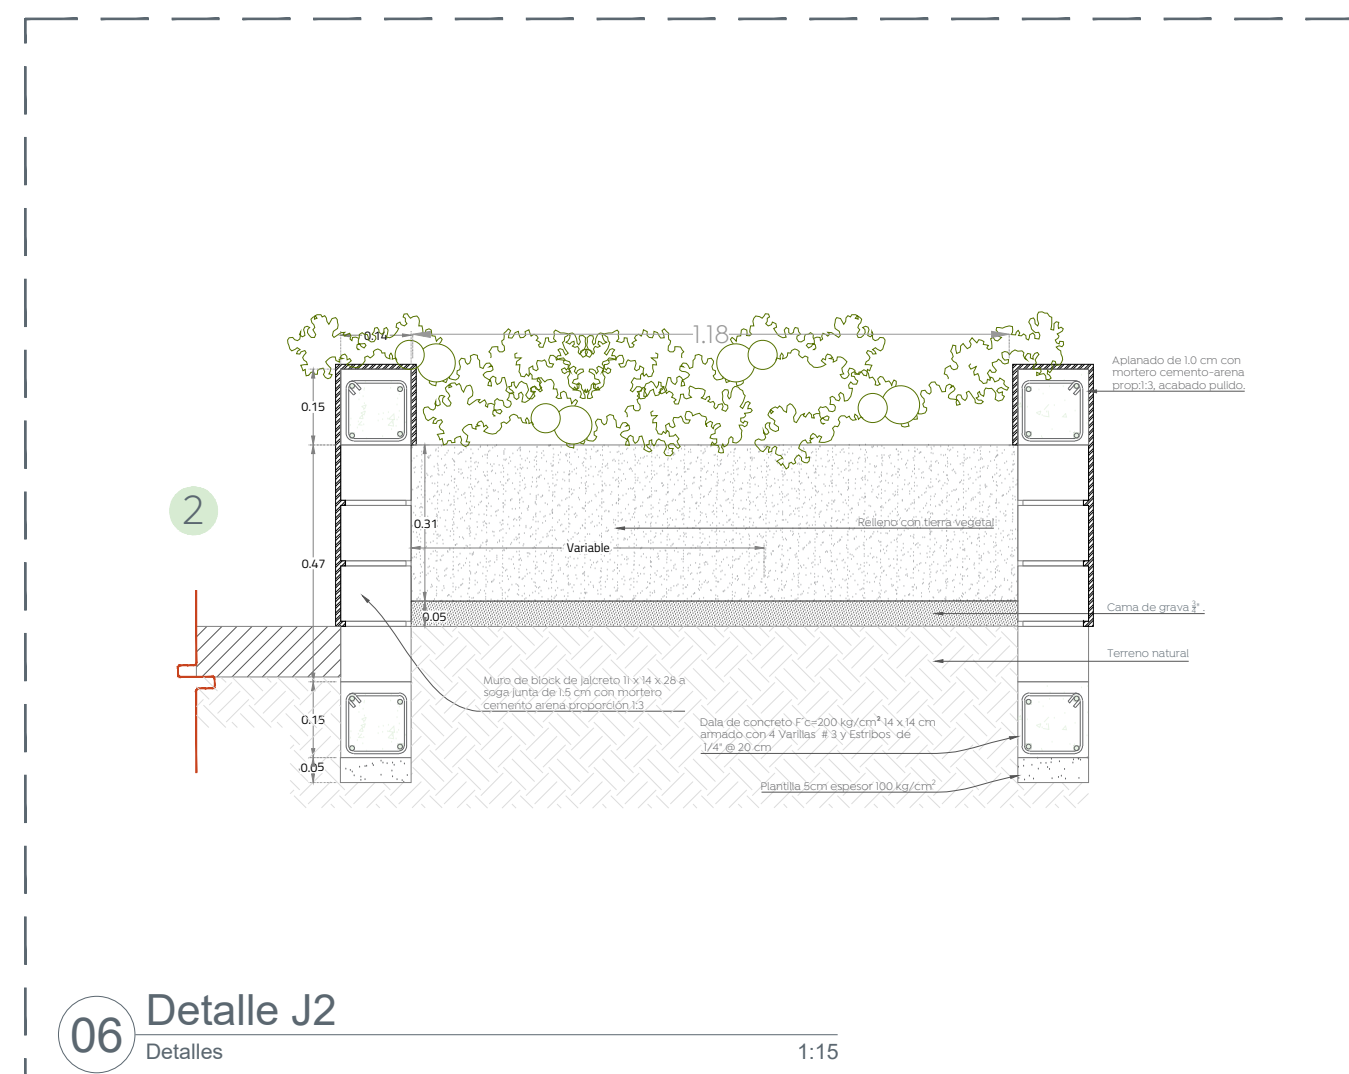 0.14
1.18
Aplanado de 1.0 cm con
mortero cemento-arena
prop:1:3, acabado pulido.
0.15
2
0.31
Relleno con tierra vegetal
Variable
0.47
Cama de grava ¾" .
0.05
Terreno natural
Muro de block de jalcreto 11 x 14 x 28 a
soga junta de 1.5 cm con mortero
cemento arena proporción 1:3
0.15
Dala de concreto F´c=200 kg/cm² 14 x 14 cm
armado con 4 Varillas # 3 y Estribos de
1/4" @ 20 cm
0.05
Plantilla 5cm espesor 100 kg/cm²
06
Detalle J2
Detalles
1:15